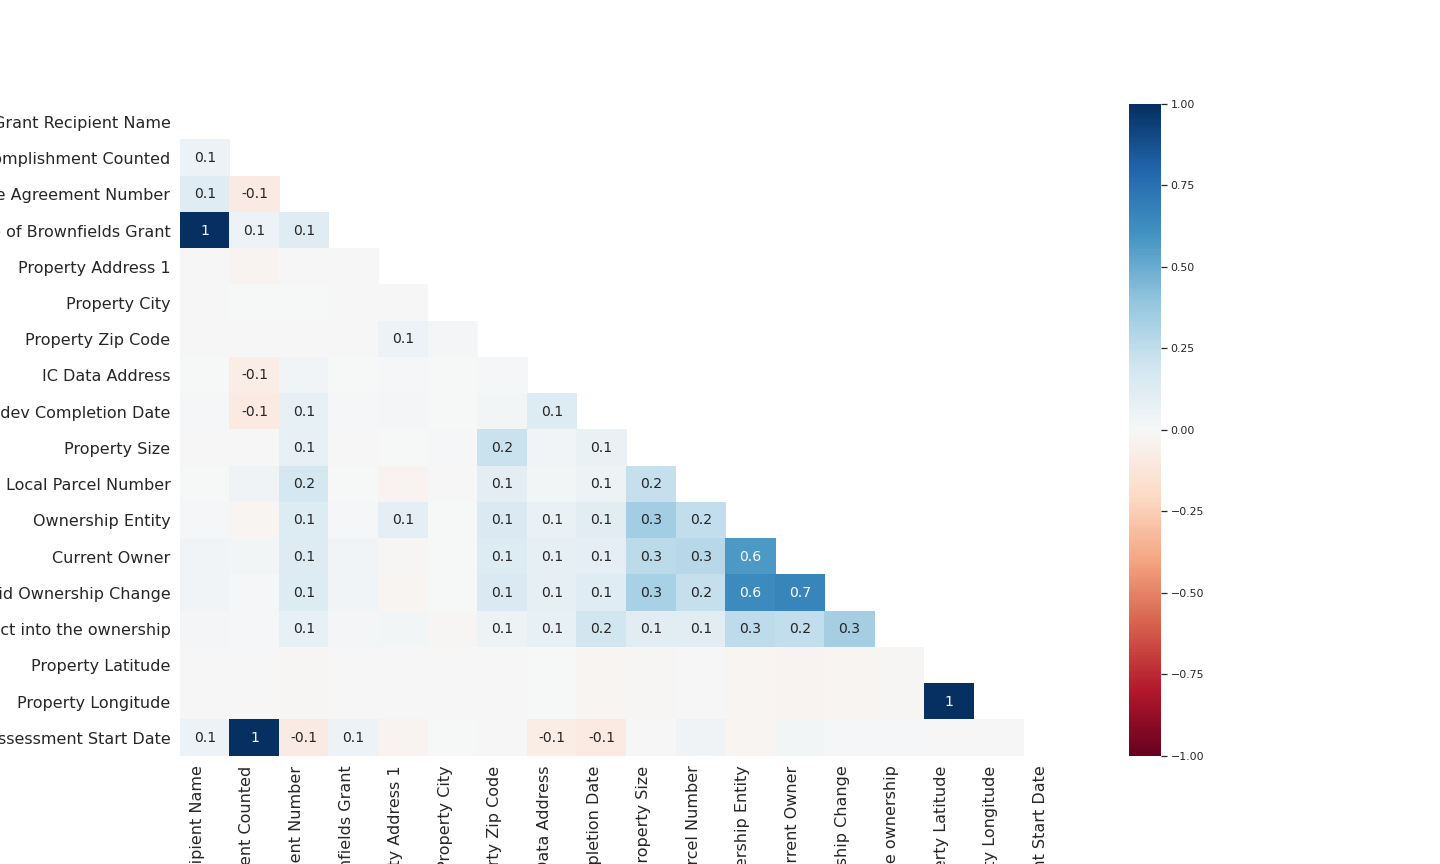 Grant Recipient Name
omplishment Counted
0.1
e Agreement Number 0.1 -0.1
of Brownfields Grant 1 0.1 0.1
Property Address 1
Property City
Property Zip Code 0.1
IC Data Address -0.1
dev Completion Date -0.1 0.1 0.1
Property Size 0.1 0.2 0.1
Local Parcel Number 0.2 0.1 0.1 0.2
Ownership Entity 0.1 0.1 0.1 0.1 0.1 0.3 0.2
Current Owner 0.1 0.1 0.1 0.1 0.3 0.3 0.6
id Ownership Change 0.1 0.1 0.1 0.1 0.3 0.2 0.6 0.7
ct into the ownership 0.1 0.1 0.1 0.2 0.1 0.1 0.3 0.2 0.3
Property Latitude
Property Longitude 1
ssessment Start Date 0.1 1 -0.1 0.1 -0.1 -0.1
ipient Name
ent Counted
ent Number
nfields Grant
ty Address 1
Property City
rty Zip Code
Data Address
pletion Date
roperty Size
rcel Number
ership Entity
rrent Owner
ship Change
e ownership
erty Latitude
ty Longitude
nt Start Date
1.00
0.75
0.50
0.25
0.00
−0.25
−0.50
−0.75
−1.00